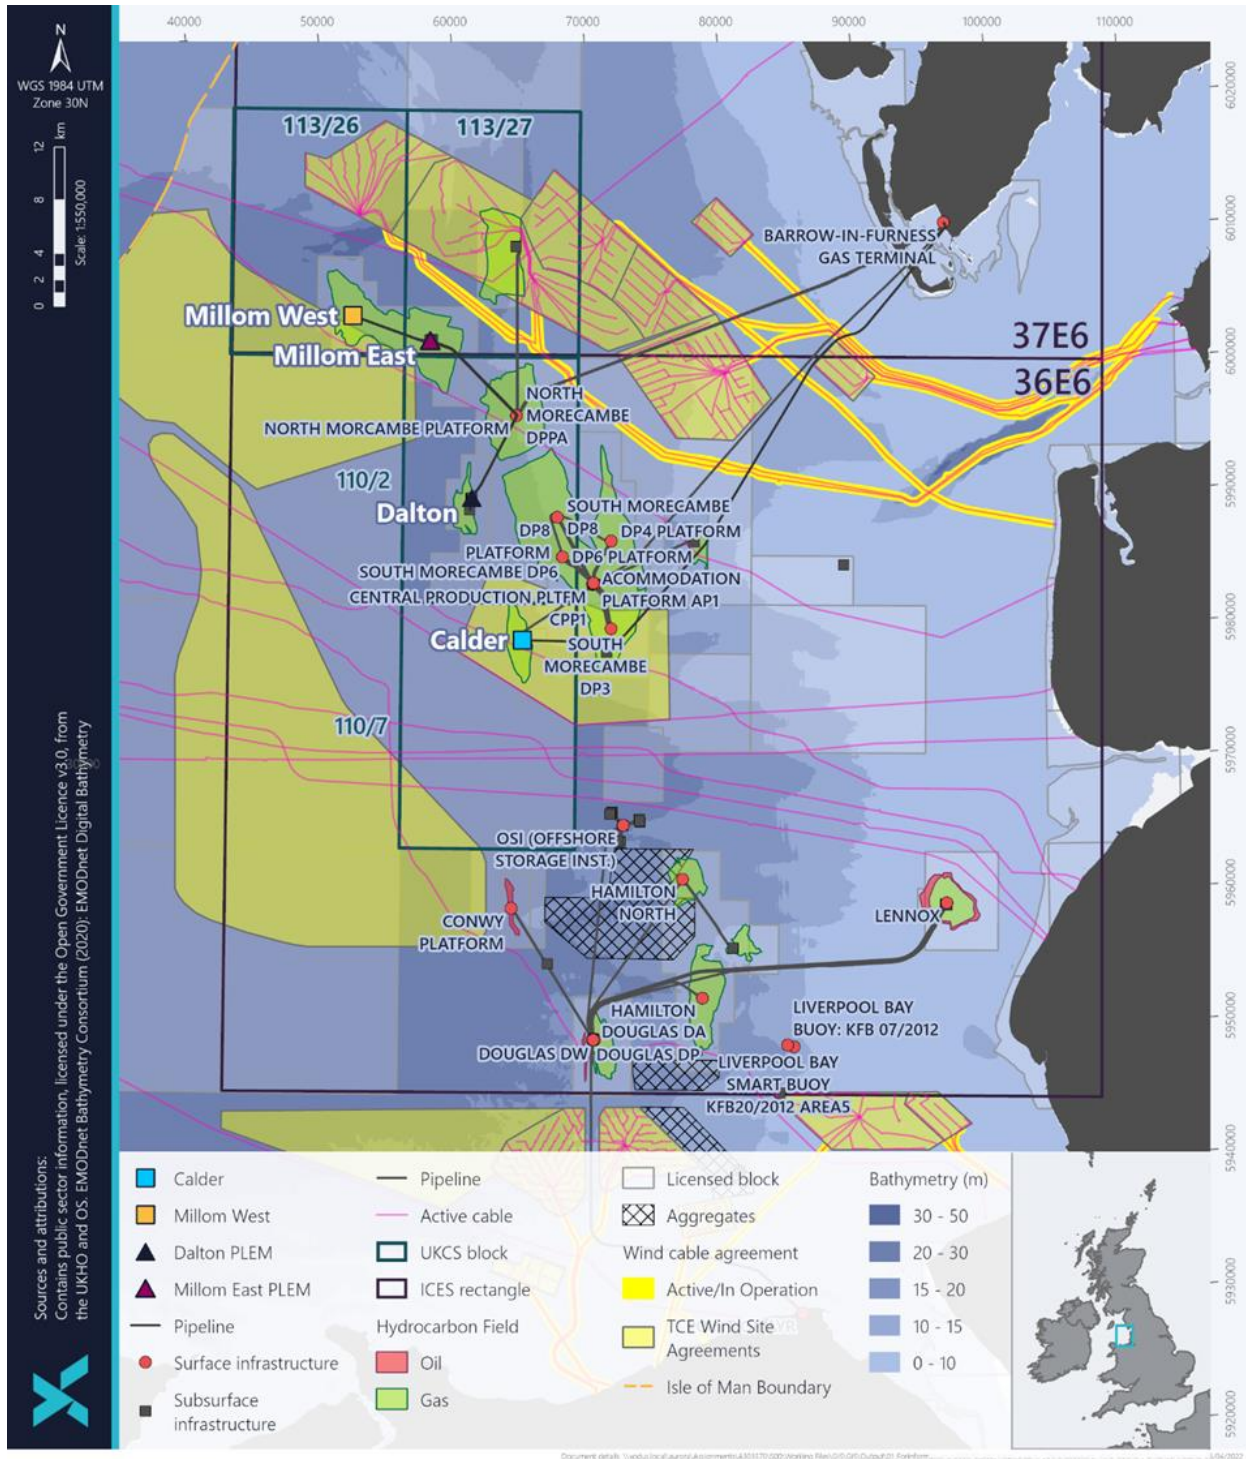 40000
50000
60000
70000
80000
90000
100000
110000
N
WGS 1984 UTM
Zone 30N
0 2 4 8 12
km
Scale: 1:550,000
6020000
6010000
6000000
5990000
5980000
5970000
5960000
5950000
5940000
5930000
5920000
113/26
113/27
BARROW-IN-FURNESS
GAS TERMINAL
Millom West
Millom East
37E6
36E6
NORTH
MORECAMBE
DPPA
NORTH MORCAMBE PLATFORM
110/2
Dalton
SOUTH MORECAMBE
DP8
DP8
DP4 PLATFORM
PLATFORM
DP6 PLATFORM
SOUTH MORECAMBE DP6
ACOMMODATION
PLATFORM AP1
CENTRAL PRODUCTION PLTFM
CPP1
Calder
SOUTH
MORECAMBE
DP3
110/7
OSI (OFFSHORE
STORAGE INST.)
HAMILTON
NORTH
CONWY
PLATFORM
LENNOX
HAMILTON
DOUGLAS DA
DOUGLAS DW
DOUGLAS DP
LIVERPOOL BAY
BUOY: KFB 07/2012
LIVERPOOL BAY
SMART BUOY
KFB20/2012 AREA5
Sources and attributions:
Contains public sector information, licensed under the Open Government Licence v3.0, from
the UKHO and OS. EMODnet Bathymetry Consortium (2020): EMODnet Digital Bathymetry
Calder
Millom West
Dalton PLEM
Millom East PLEM
Pipeline
Surface infrastructure
Subsurface
infrastructure
Pipeline
Active cable
UKCS block
ICES rectangle
Hydrocarbon Field
Oil
Gas
Licensed block
Aggregates
Wind cable agreement
Active/In Operation
TCE Wind Site
Agreements
Isle of Man Boundary
Bathymetry (m)
30 - 50
20 - 30
15 - 20
10 - 15
0 - 10